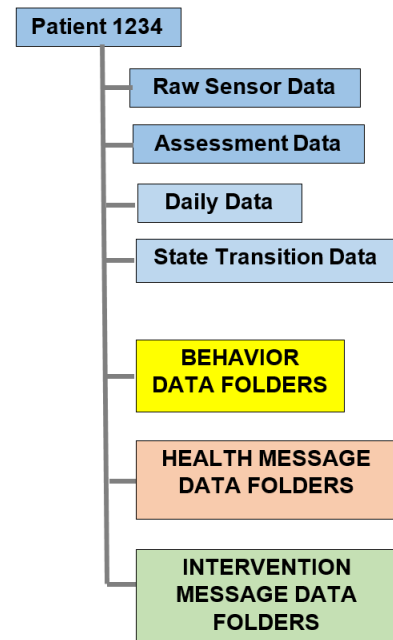 Patient 1234
Raw Sensor Data
Assessment Data
Daily Data
State Transition Data
BEHAVIOR
DATA FOLDERS
HEALTH MESSAGE
DATA FOLDERS
INTERVENTION
MESSAGE DATA
FOLDERS